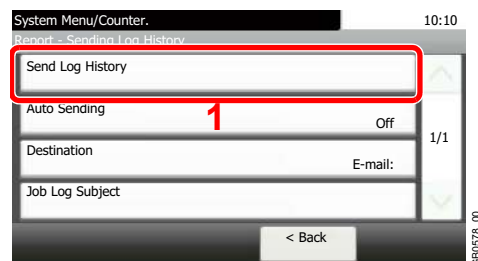 System Menu/Counter.
10:10
Report - Sending Log History
Send Log History
Auto Sending
Off
1
1/1
Destination
E-mail:
Job Log Subject
< Back